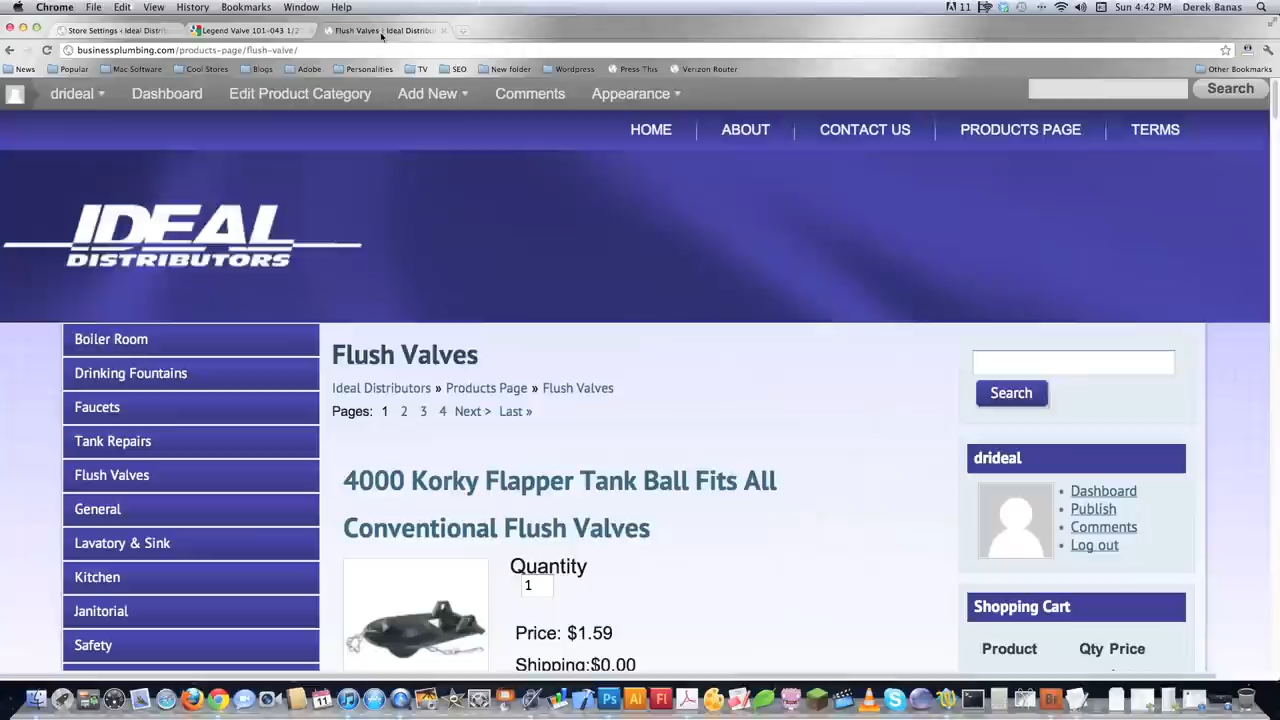 Chrome File Edit View History Bookmarks Window Help 11 Sun 4:42 PM Derek Banas
Store Settings ‹ Ideal Distrib Legend Valve 101-043 1/2 Flush Valves | Ideal Distribu
businessplumbing.com/products-page/flush-valve/
News Popular Mac Software Cool Stores Blogs Adobe Personalities TV SEO New folder Wordpress Press This Verizon Router Other Bookmarks
drideal Dashboard Edit Product Category Add New Comments Appearance Search
HOME ABOUT CONTACT US PRODUCTS PAGE TERMS
IDEAL
DISTRIBUTORS
Boiler Room
Drinking Fountains
Faucets
Tank Repairs
Flush Valves
General
Lavatory & Sink
Kitchen
Janitorial
Safety
Flush Valves
Ideal Distributors » Products Page » Flush Valves
Pages: 1 2 3 4 Next > Last »
4000 Korky Flapper Tank Ball Fits All
Conventional Flush Valves
Quantity
1
Price: $1.59
Shipping:$0.00
Search
drideal
Dashboard
Publish
Comments
Log out
Shopping Cart
Product Qty Price
Ps Ai Fl Br